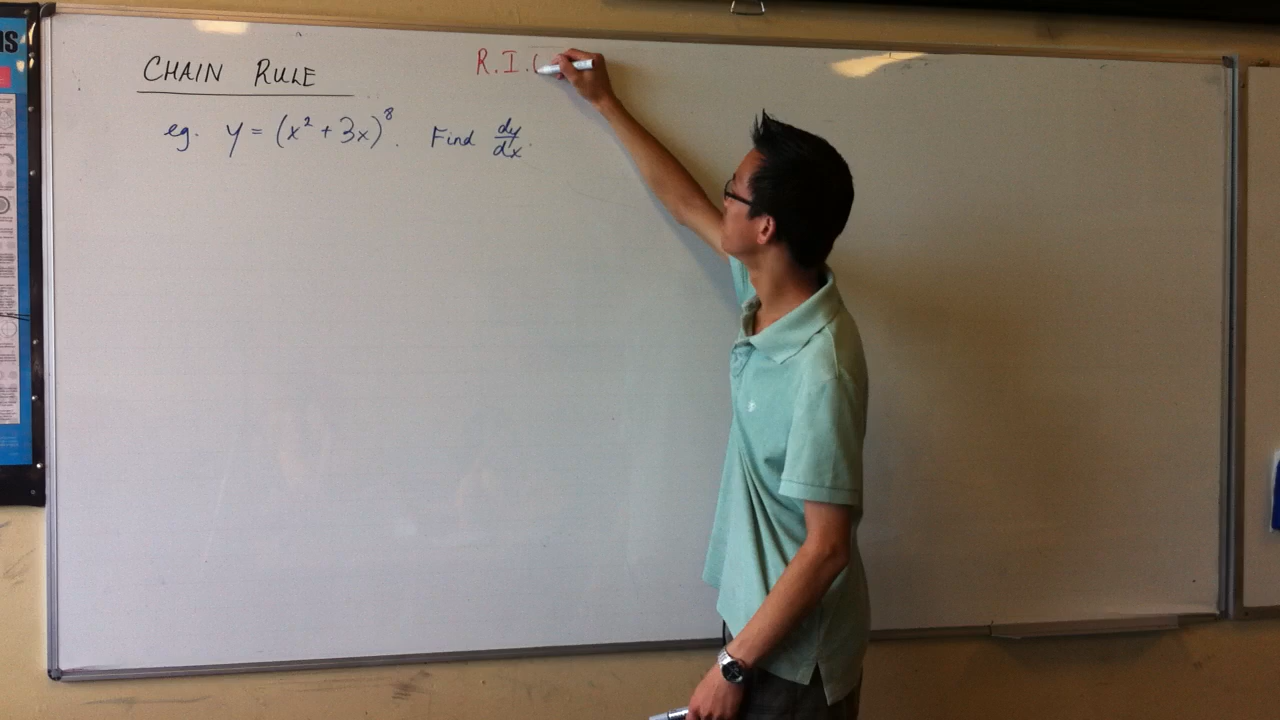 CHAIN RULE
R.I.
eg. y = (x² + 3x)⁸. Find dy/dx.